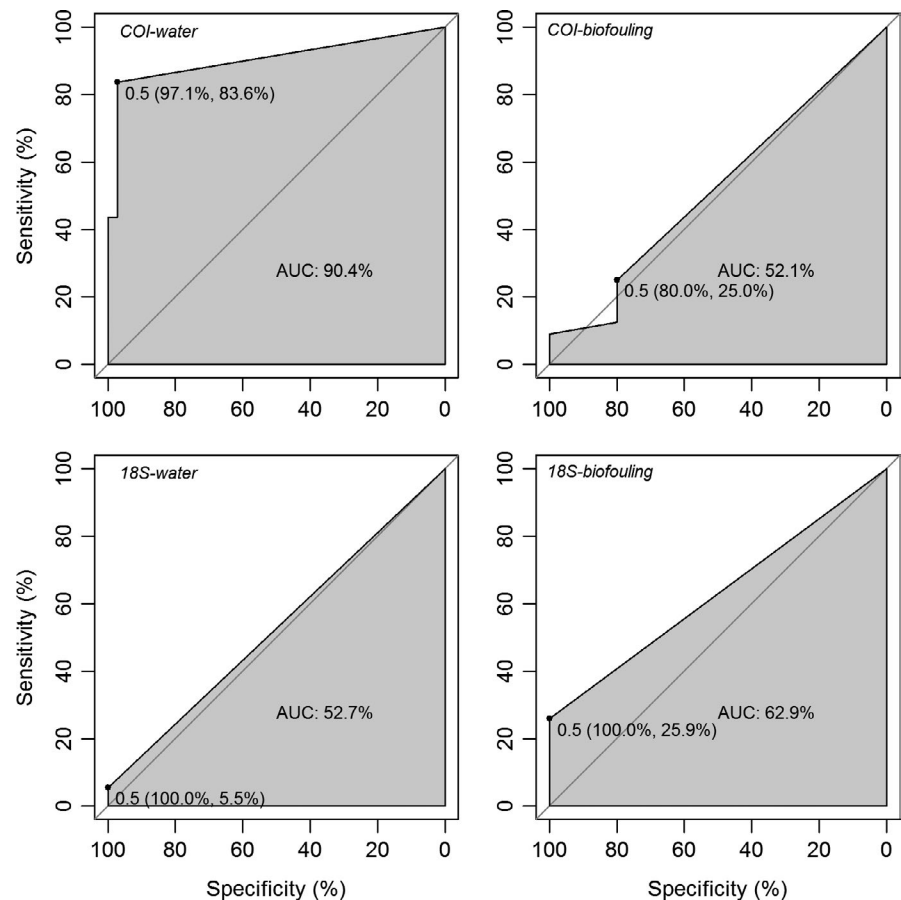 COI-water
0.5 (97.1%, 83.6%)
AUC: 90.4%
Sensitivity (%)
100
80
60
40
20
0
100 80 60 40 20 0
COI-biofouling
AUC: 52.1%
0.5 (80.0%, 25.0%)
100
80
60
40
20
0
100 80 60 40 20 0
18S-water
AUC: 52.7%
0.5 (100.0%, 5.5%)
Sensitivity (%)
100
80
60
40
20
0
100 80 60 40 20 0
Specificity (%)
18S-biofouling
AUC: 62.9%
0.5 (100.0%, 25.9%)
100
80
60
40
20
0
100 80 60 40 20 0
Specificity (%)